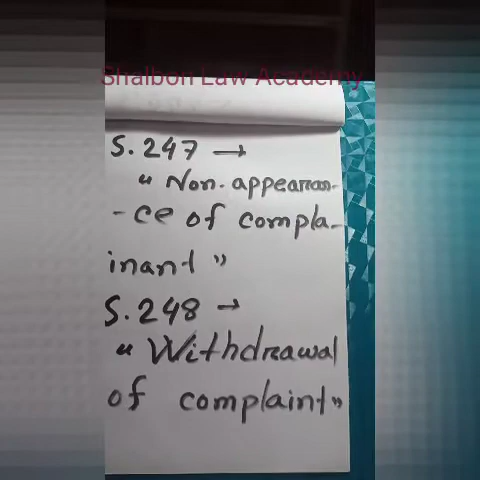 Shalbon Law Academy
S. 247 →
" Non-appearan-
-ce of compla-
inant "
S. 248 →
" Withdrawal
of complaint"